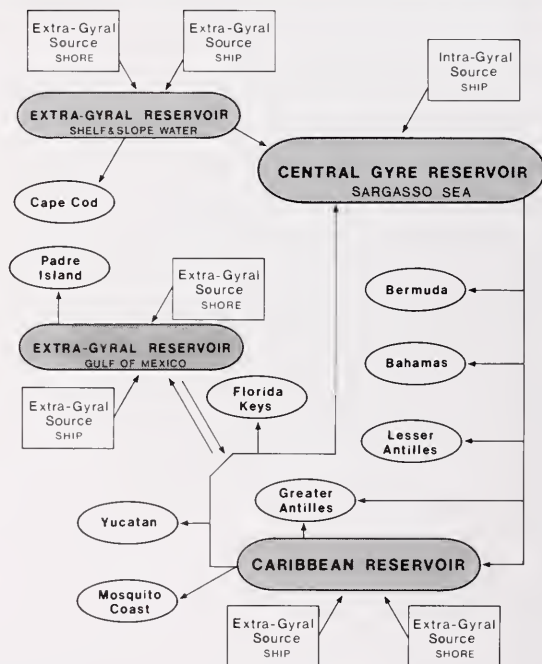 Extra-Gyral
Source
SHORE
Extra-Gyral
Source
SHIP
Intra-Gyral
Source
SHIP
EXTRA-GYRAL RESERVOIR
SHELF & SLOPE WATER
CENTRAL GYRE RESERVOIR
SARGASSO SEA
Cape Cod
Padre
Island
Extra-Gyral
Source
SHORE
Bermuda
EXTRA-GYRAL RESERVOIR
GULF OF MEXICO
Bahamas
Extra-Gyral
Source
SHIP
Florida
Keys
Lesser
Antilles
Greater
Antilles
Yucatan
CARIBBEAN RESERVOIR
Mosquito
Coast
Extra-Gyral
Source
SHIP
Extra-Gyral
Source
SHORE